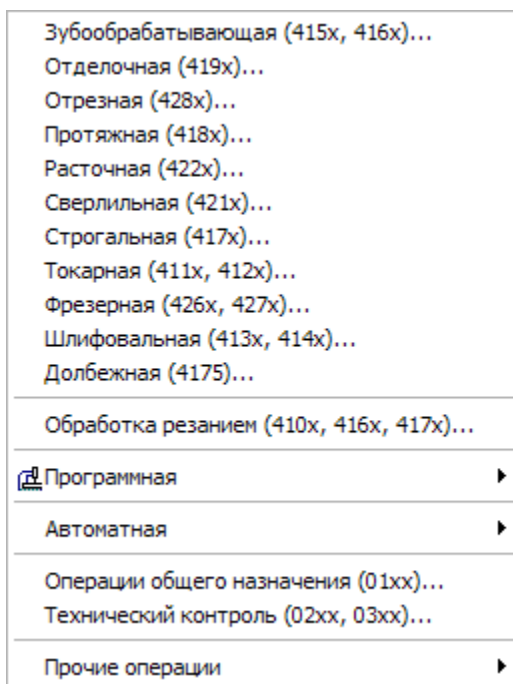 Зубообрабатывающая (415x, 416x)...
Отделочная (419x)...
Отрезная (428x)...
Протяжная (418x)...
Расточная (422x)...
Сверлильная (421x)...
Строгальная (417x)...
Токарная (411x, 412x)...
Фрезерная (426x, 427x)...
Шлифовальная (413x, 414x)...
Долбежная (4175)...
Обработка резанием (410x, 416x, 417x)...
Программная
Автоматная
Операции общего назначения (01xx)...
Технический контроль (02xx, 03xx)...
Прочие операции